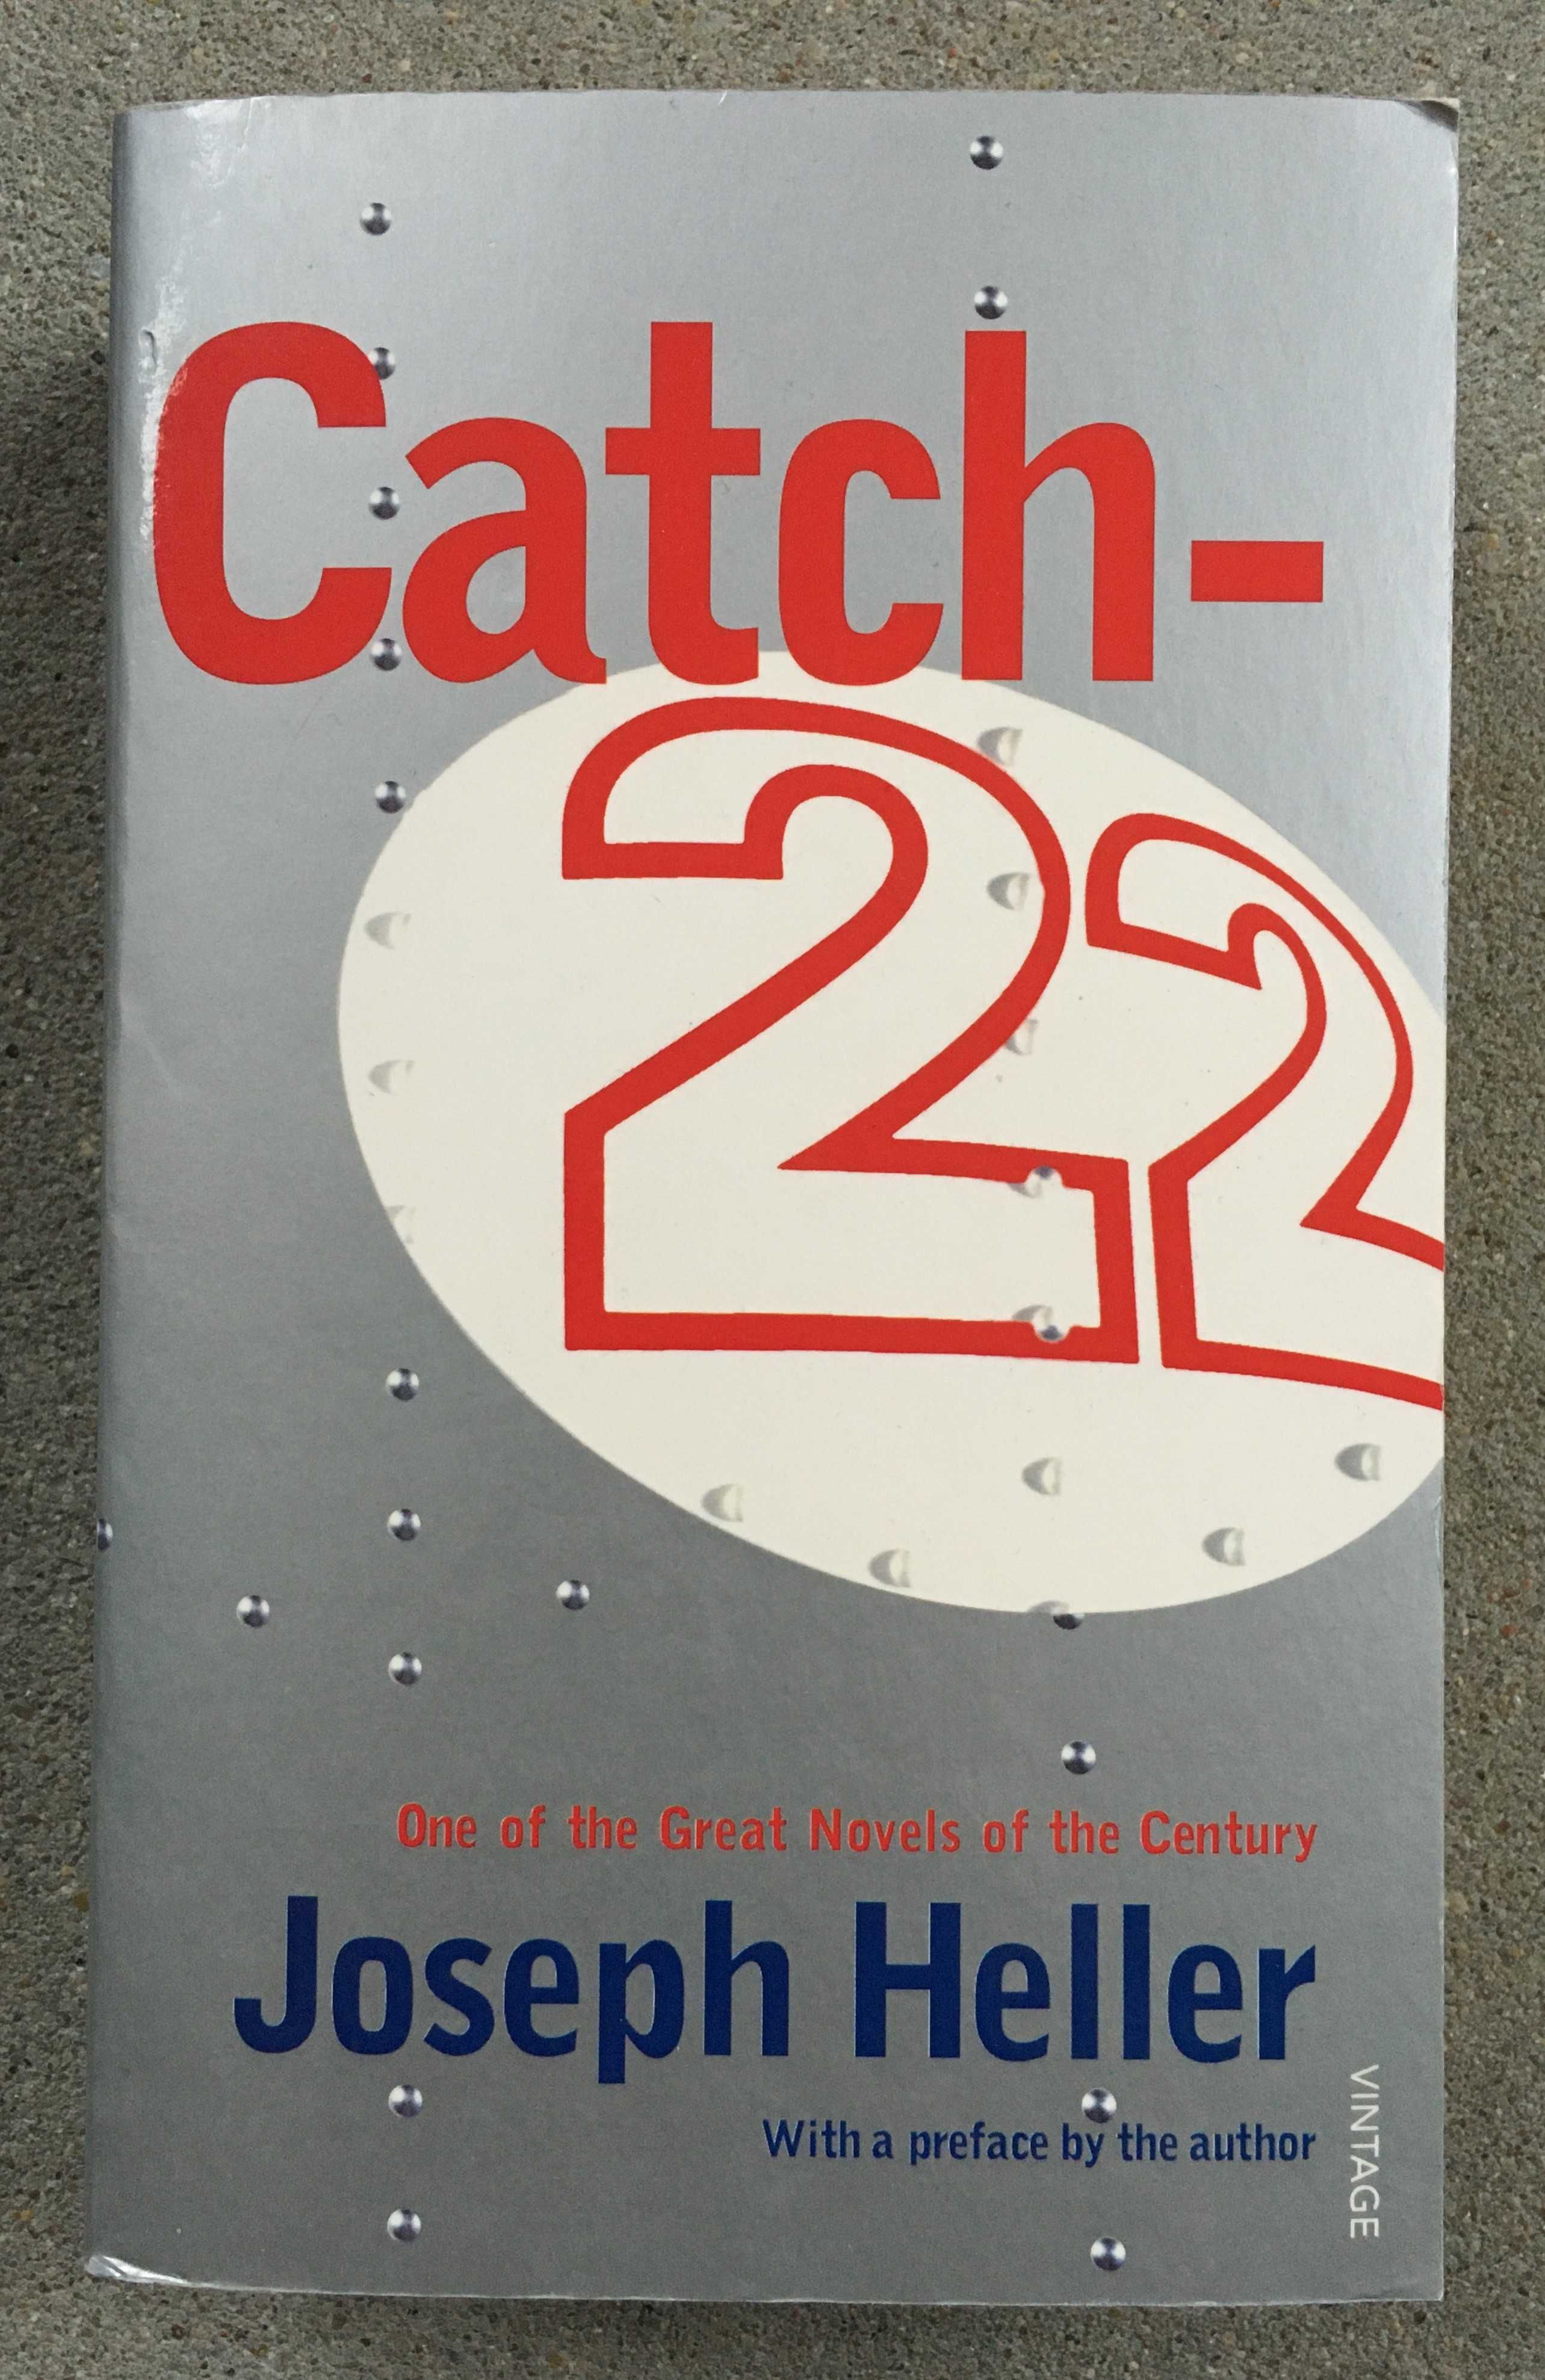 Catch-
22
One of the Great Novels of the Century
Joseph Heller
With a preface by the author
VINTAGE